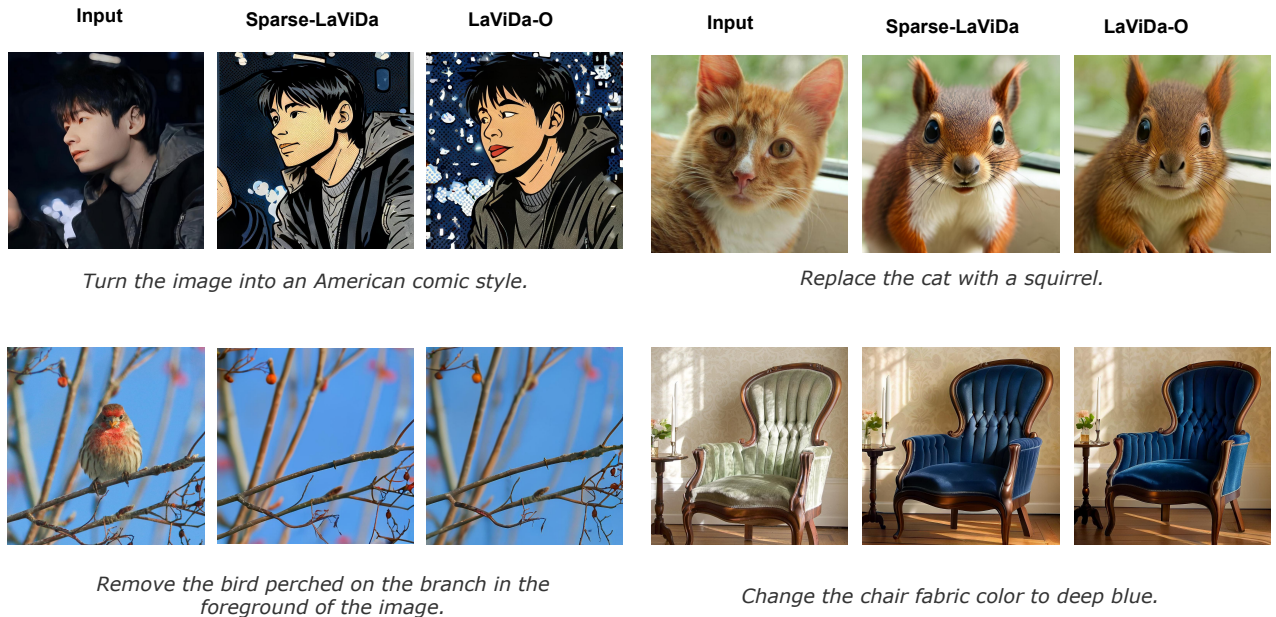 Input Sparse-LaViDa LaViDa-O
Turn the image into an American comic style.
Input Sparse-LaViDa LaViDa-O
Replace the cat with a squirrel.
Remove the bird perched on the branch in the
foreground of the image.
Change the chair fabric color to deep blue.